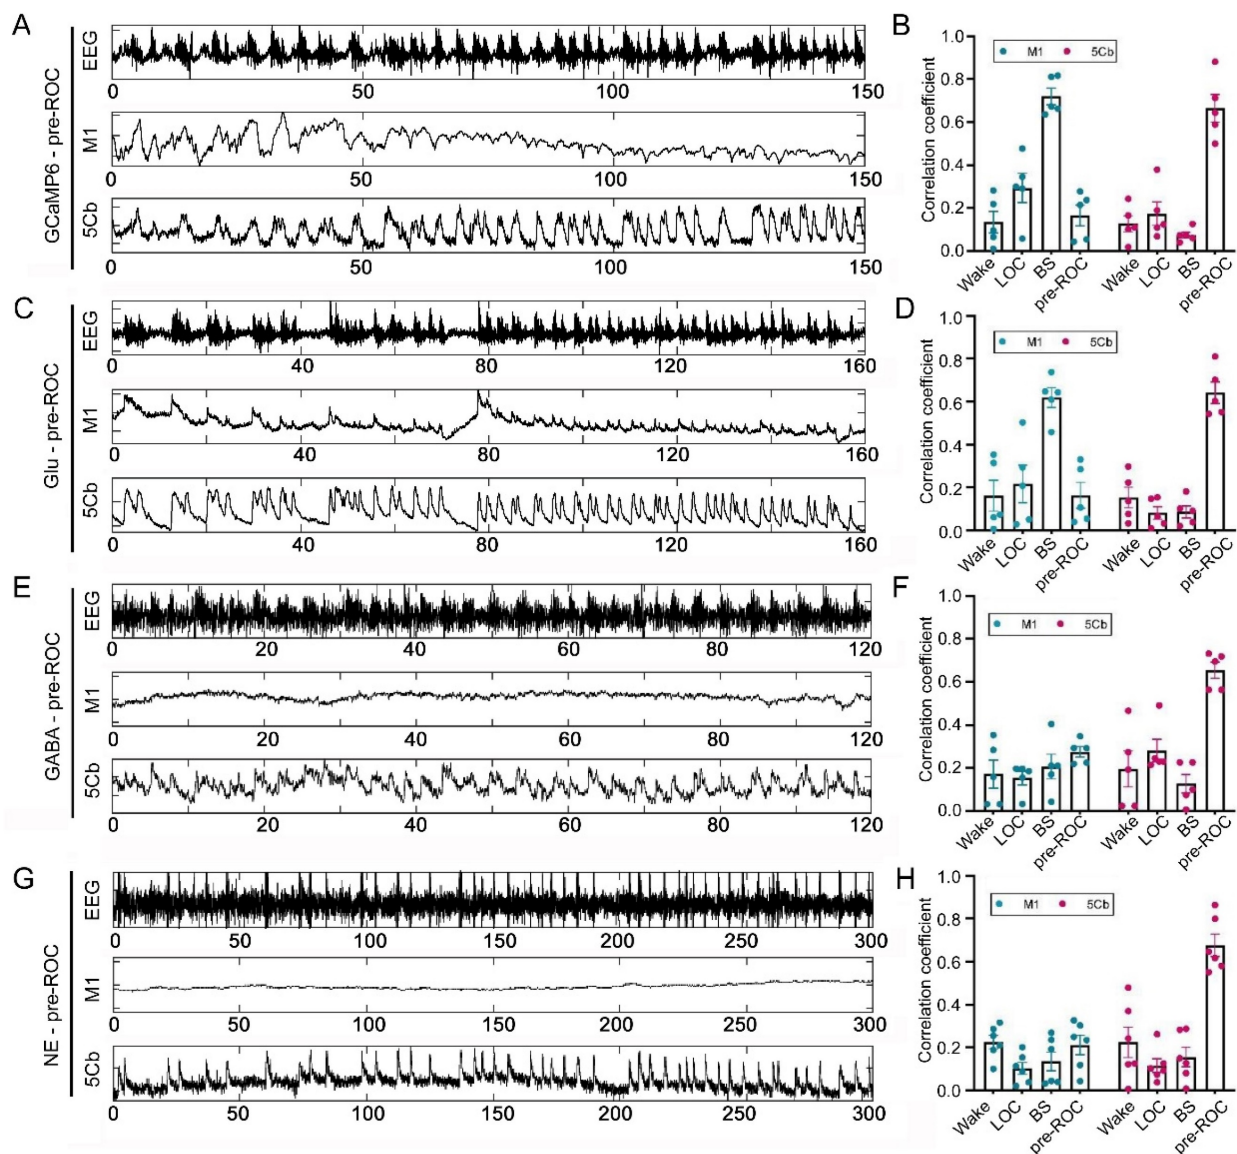 A
GCaMP6 - pre-ROC
EEG
0 50 100 150
M1
0 50 100 150
5Cb
0 50 100 150
B
Correlation coefficient
1.0
0.8
0.6
0.4
0.2
0.0
M1 5Cb
Wake LOC BS pre-ROC Wake LOC BS pre-ROC
C
Glu - pre-ROC
EEG
0 40 80 120 160
M1
0 40 80 120 160
5Cb
0 40 80 120 160
D
Correlation coefficient
1.0
0.8
0.6
0.4
0.2
0.0
M1 5Cb
Wake LOC BS pre-ROC Wake LOC BS pre-ROC
E
GABA - pre-ROC
EEG
0 20 40 60 80 100 120
M1
0 20 40 60 80 100 120
5Cb
0 20 40 60 80 100 120
F
Correlation coefficient
1.0
0.8
0.6
0.4
0.2
0.0
M1 5Cb
Wake LOC BS pre-ROC Wake LOC BS pre-ROC
G
NE - pre-ROC
EEG
0 50 100 150 200 250 300
M1
0 50 100 150 200 250 300
5Cb
0 50 100 150 200 250 300
H
Correlation coefficient
1.0
0.8
0.6
0.4
0.2
0.0
M1 5Cb
Wake LOC BS pre-ROC Wake LOC BS pre-ROC